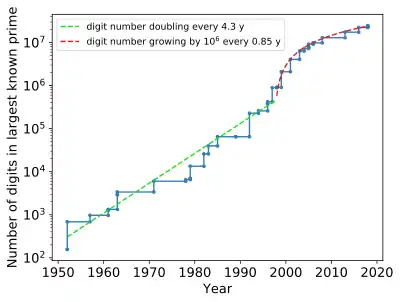 digit number doubling every 4.3 y
digit number growing by 10⁶ every 0.85 y
Number of digits in largest known prime
10⁷
10⁶
10⁵
10⁴
10³
10²
1950 1960 1970 1980 1990 2000 2010 2020
Year